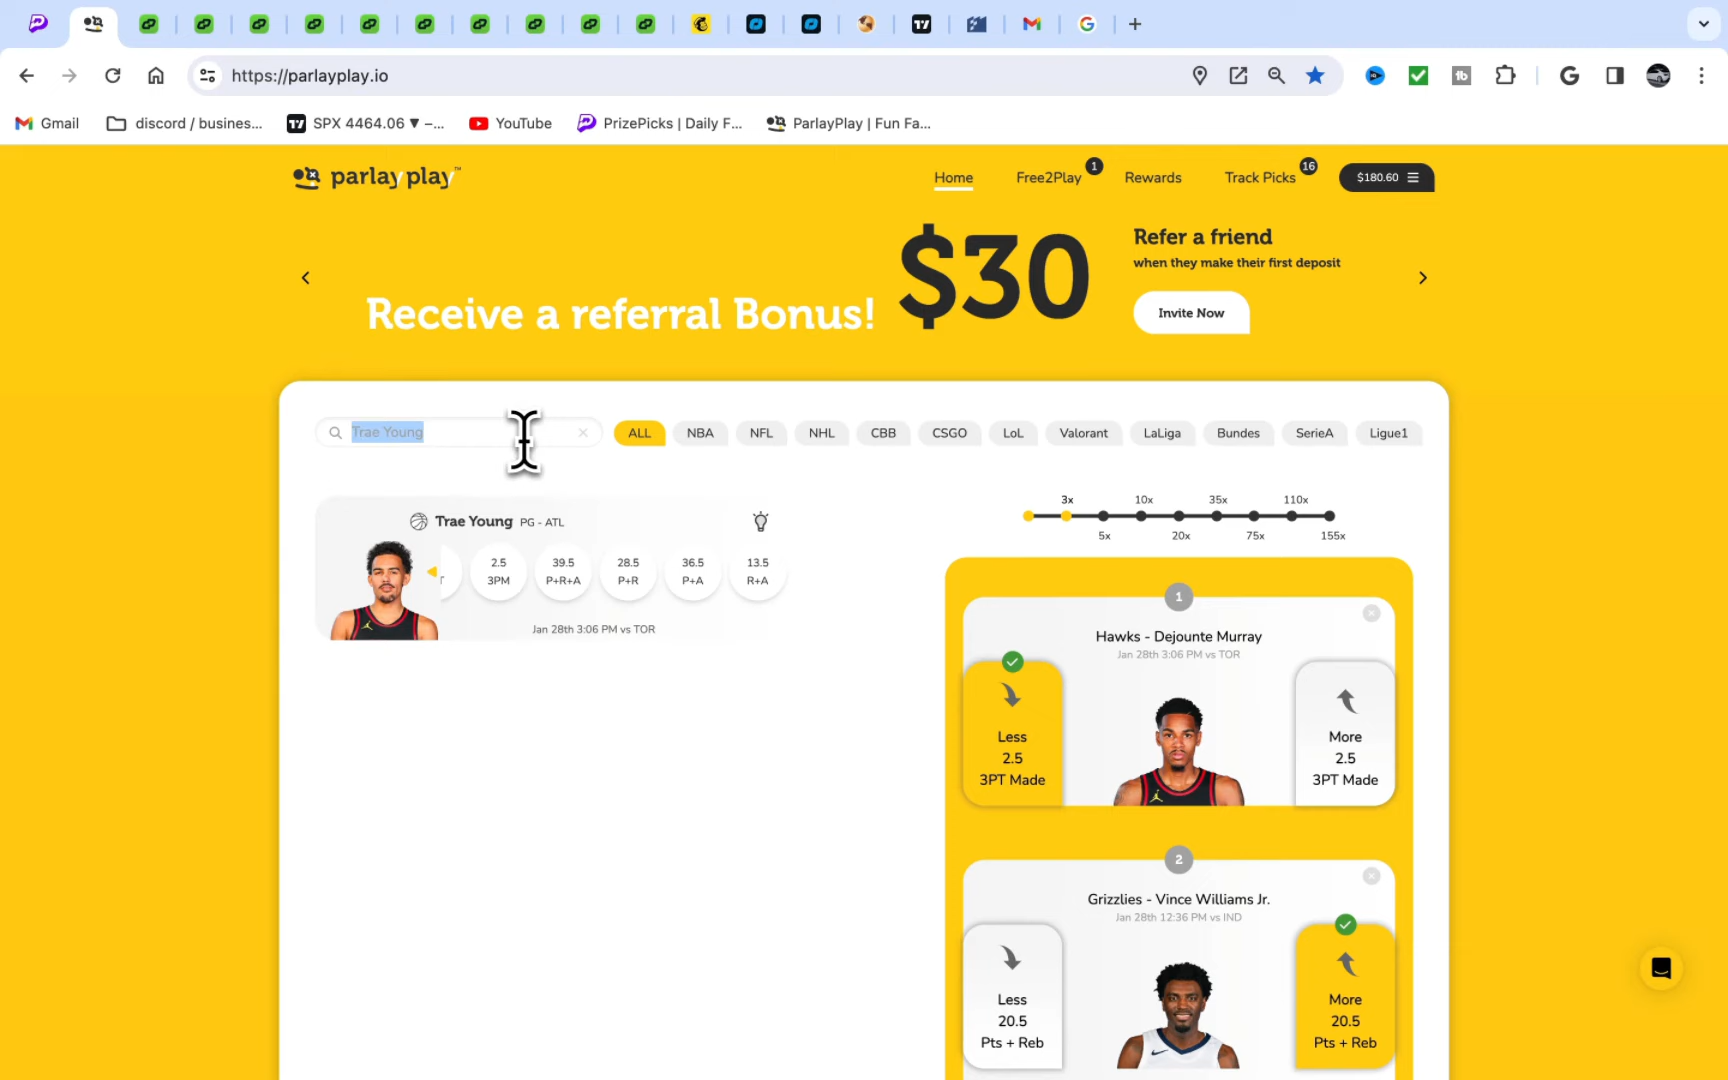 https://parlayplay.io
Gmail
discord / busines...
SPX 4464.06 ▼ –...
YouTube
PrizePicks | Daily F...
ParlayPlay | Fun Fa...
parlay play™
Home
Free2Play
1
Rewards
Track Picks
16
$180.60
Receive a referral Bonus!
$30
Refer a friend
when they make their first deposit
Invite Now
Trae Young
ALL
NBA
NFL
NHL
CBB
CSGO
LoL
Valorant
LaLiga
Bundes
SerieA
Ligue1
Trae Young PG - ATL
T
2.5
3PM
39.5
P+R+A
28.5
P+R
36.5
P+A
13.5
R+A
Jan 28th 3:06 PM vs TOR
3x
10x
35x
110x
5x
20x
75x
155x
1
Hawks - Dejounte Murray
Jan 28th 3:06 PM vs TOR
Less
2.5
3PT Made
More
2.5
3PT Made
2
Grizzlies - Vince Williams Jr.
Jan 28th 12:36 PM vs IND
Less
20.5
Pts + Reb
More
20.5
Pts + Reb